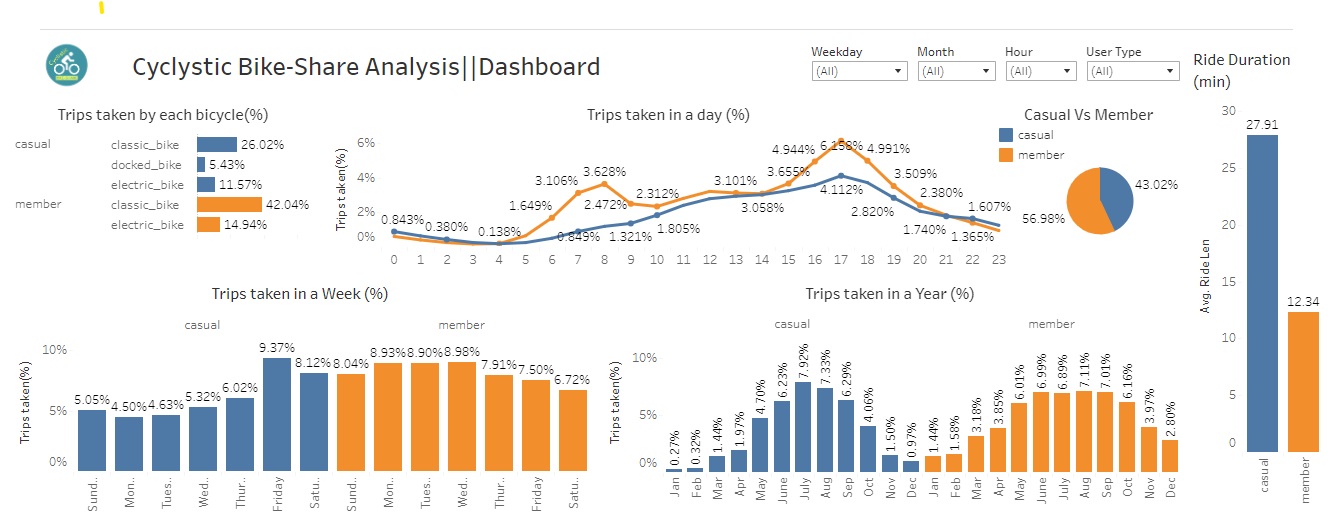 Cyclystic Bike-Share Analysis||Dashboard
Weekday
(All)
Month
(All)
Hour
(All)
User Type
(All)
Trips taken by each bicycle(%)
casual
classic_bike
26.02%
docked_bike
5.43%
electric_bike
11.57%
member
classic_bike
42.04%
electric_bike
14.94%
Trips taken in a day (%)
Trips taken(%)
6%
4%
2%
0%
0.843%
0.380%
0.138%
1.649%
3.106%
3.628%
2.472%
0.849%
1.321%
2.312%
1.805%
3.101%
3.058%
3.655%
4.944%
6.258%
4.112%
4.991%
2.820%
3.509%
2.380%
1.740%
1.365%
1.607%
0 1 2 3 4 5 6 7 8 9 10 11 12 13 14 15 16 17 18 19 20 21 22 23
Casual Vs Member
casual
member
43.02%
56.98%
Ride Duration
(min)
Avg. Ride Len
30
25
20
15
10
5
0
27.91
12.34
casual
member
Trips taken in a Week (%)
casual
member
Trips taken(%)
10%
5%
0%
5.05% 4.50% 4.63% 5.32% 6.02% 9.37% 8.12% 8.04% 8.93% 8.90% 8.98% 7.91% 7.50% 6.72%
Sund.. Mon.. Tues.. Wed.. Thur.. Friday Satu.. Sund.. Mon.. Tues.. Wed.. Thur.. Friday Satu..
Trips taken in a Year (%)
casual
member
Trips taken(%)
10%
5%
0%
0.27% 0.32% 1.44% 1.97% 4.70% 6.23% 7.92% 7.33% 6.29% 4.06% 1.50% 0.97% 1.44% 1.58% 3.18% 3.85% 6.01% 6.99% 6.89% 7.11% 7.01% 6.16% 3.97% 2.80%
Jan Feb Mar Apr May June July Aug Sep Oct Nov Dec Jan Feb Mar Apr May June July Aug Sep Oct Nov Dec